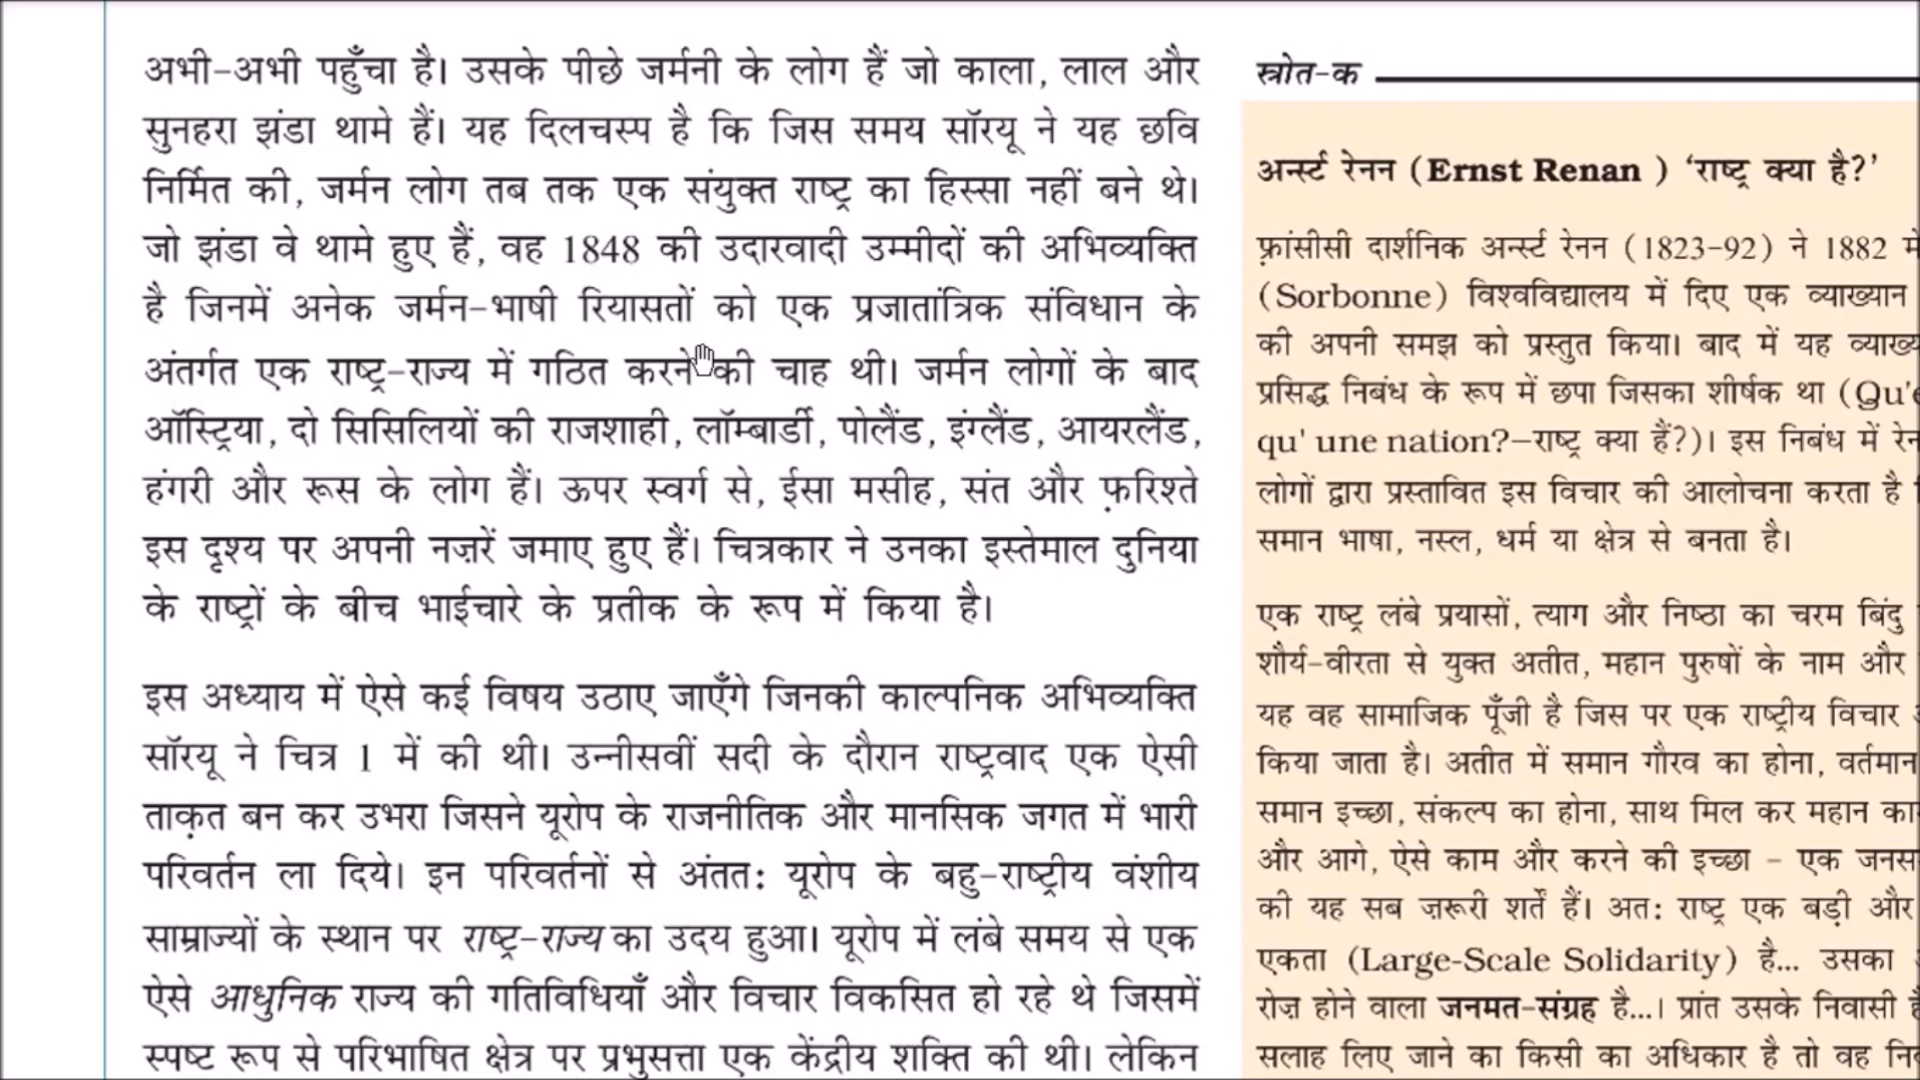 अभी-अभी पहुँचा है। उसके पीछे जर्मनी के लोग हैं जो काला, लाल और
सुनहरा झंडा थामे हैं। यह दिलचस्प है कि जिस समय सॉरयू ने यह छवि
निर्मित की, जर्मन लोग तब तक एक संयुक्त राष्ट्र का हिस्सा नहीं बने थे।
जो झंडा वे थामे हुए हैं, वह 1848 की उदारवादी उम्मीदों की अभिव्यक्ति
है जिनमें अनेक जर्मन-भाषी रियासतों को एक प्रजातांत्रिक संविधान के
अंतर्गत एक राष्ट्र-राज्य में गठित करने की चाह थी। जर्मन लोगों के बाद
ऑस्ट्रिया, दो सिसिलियों की राजशाही, लॉम्बार्डी, पोलैंड, इंग्लैंड, आयरलैंड,
हंगरी और रूस के लोग हैं। ऊपर स्वर्ग से, ईसा मसीह, संत और फ़रिश्ते
इस दृश्य पर अपनी नज़रें जमाए हुए हैं। चित्रकार ने उनका इस्तेमाल दुनिया
के राष्ट्रों के बीच भाईचारे के प्रतीक के रूप में किया है।
इस अध्याय में ऐसे कई विषय उठाए जाएँगे जिनकी काल्पनिक अभिव्यक्ति
सॉरयू ने चित्र 1 में की थी। उन्नीसवीं सदी के दौरान राष्ट्रवाद एक ऐसी
ताक़त बन कर उभरा जिसने यूरोप के राजनीतिक और मानसिक जगत में भारी
परिवर्तन ला दिये। इन परिवर्तनों से अंततः यूरोप के बहु-राष्ट्रीय वंशीय
साम्राज्यों के स्थान पर राष्ट्र-राज्य का उदय हुआ। यूरोप में लंबे समय से एक
ऐसे आधुनिक राज्य की गतिविधियाँ और विचार विकसित हो रहे थे जिसमें
स्पष्ट रूप से परिभाषित क्षेत्र पर प्रभुसत्ता एक केंद्रीय शक्ति की थी। लेकिन
स्रोत-क
अर्न्स्ट रेनन (Ernst Renan ) ‘राष्ट्र क्या है?’
फ़्रांसीसी दार्शनिक अर्न्स्ट रेनन (1823-92) ने 1882 में
(Sorbonne) विश्वविद्यालय में दिए एक व्याख्यान
की अपनी समझ को प्रस्तुत किया। बाद में यह
प्रसिद्ध निबंध के रूप में छपा जिसका शीर्षक था (Qu'e
qu' une nation?—राष्ट्र क्या हैं?)। इस निबंध में
लोगों द्वारा प्रस्तावित इस विचार की आलोचना करता है
समान भाषा, नस्ल, धर्म या क्षेत्र से बनता है।
एक राष्ट्र लंबे प्रयासों, त्याग और निष्ठा का चरम बिंदु
शौर्य-वीरता से युक्त अतीत, महान पुरुषों के नाम और
यह वह सामाजिक पूँजी है जिस पर एक राष्ट्रीय विचार
किया जाता है। अतीत में समान गौरव का होना, वर्तमान
समान इच्छा, संकल्प का होना, साथ मिल कर महान
और आगे, ऐसे काम और करने की इच्छा - एक
की यह सब ज़रूरी शर्तें हैं। अतः राष्ट्र एक बड़ी और
एकता (Large-Scale Solidarity) है... उसका
रोज़ होने वाला जनमत-संग्रह है...। प्रांत उसके निवासी
सलाह लिए जाने का किसी का अधिकार है तो वह